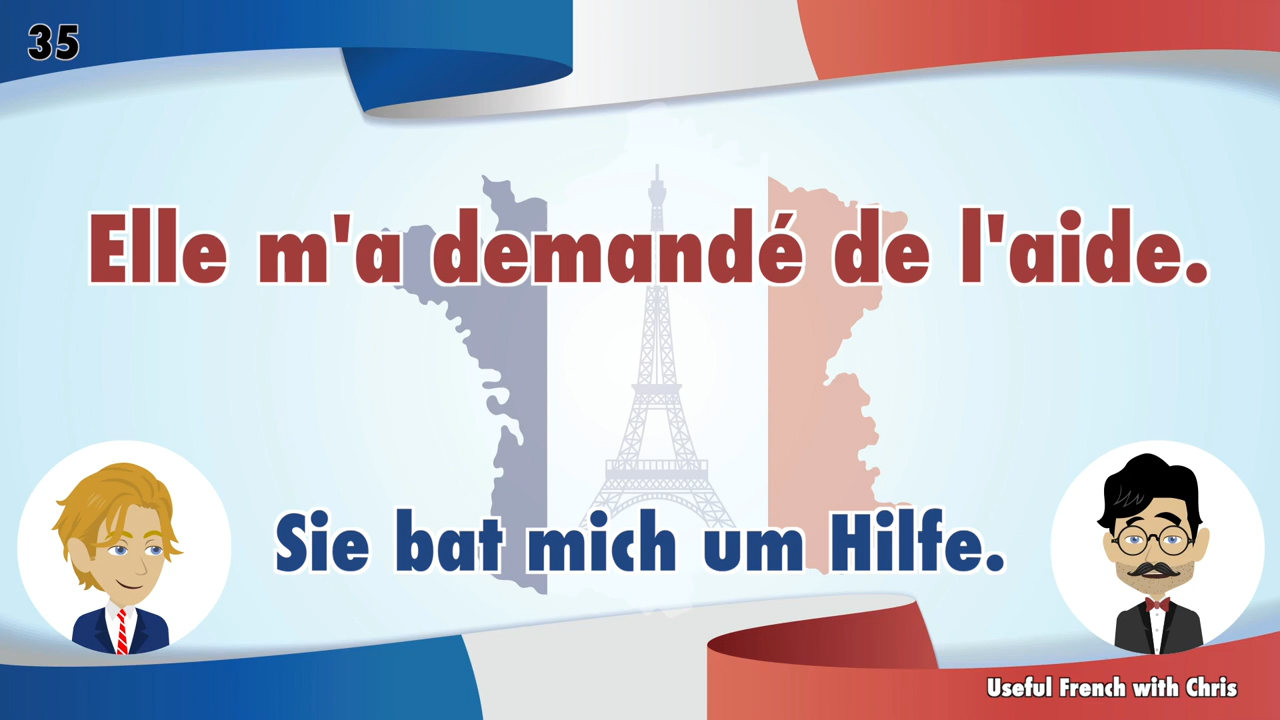 35
Elle m'a demandé de l'aide.
Sie bat mich um Hilfe.
Useful French with Chris